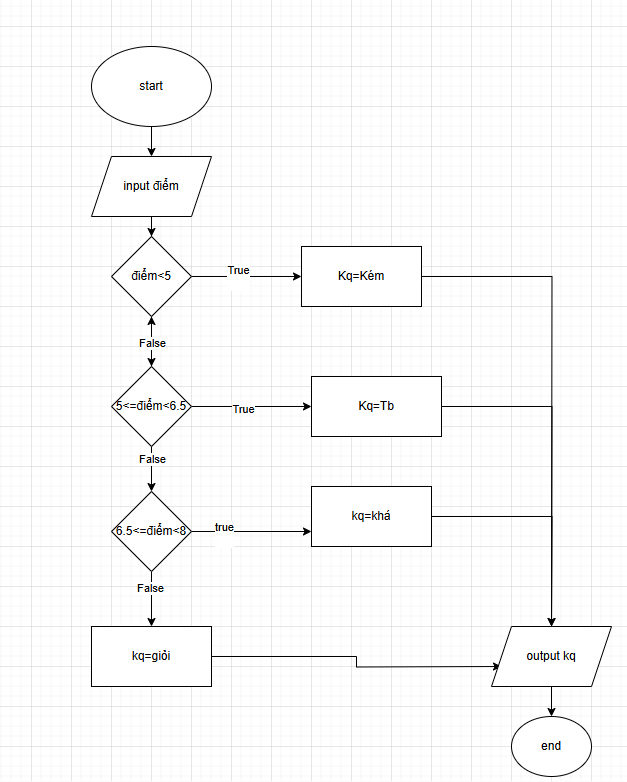 start
input điểm
điểm<5
True
Kq=Kém
False
5<=điểm<6.5
True
Kq=Tb
False
6.5<=điểm<8
true
kq=khá
False
kq=giỏi
output kq
end